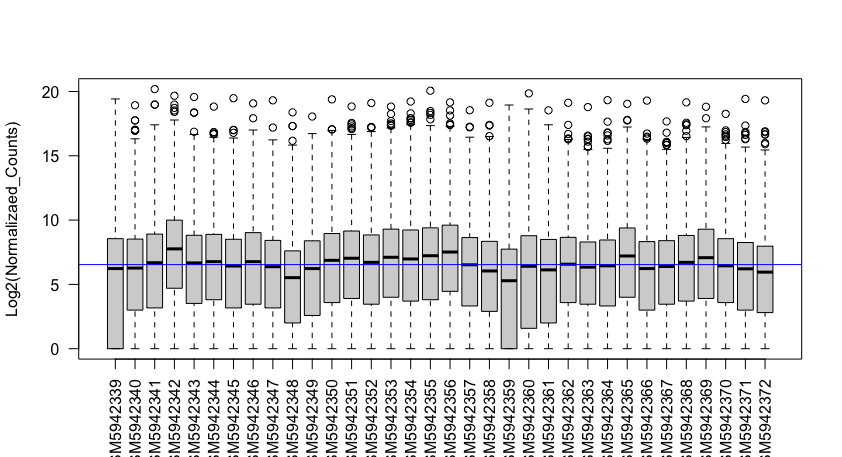 Log2(Normalizaed_Counts)
20
15
10
5
0
SM5942339
SM5942340
SM5942341
SM5942342
SM5942343
SM5942344
SM5942345
SM5942346
SM5942347
SM5942348
SM5942349
SM5942350
SM5942351
SM5942352
SM5942353
SM5942354
SM5942355
SM5942356
SM5942357
SM5942358
SM5942359
SM5942360
SM5942361
SM5942362
SM5942363
SM5942364
SM5942365
SM5942366
SM5942367
SM5942368
SM5942369
SM5942370
SM5942371
SM5942372